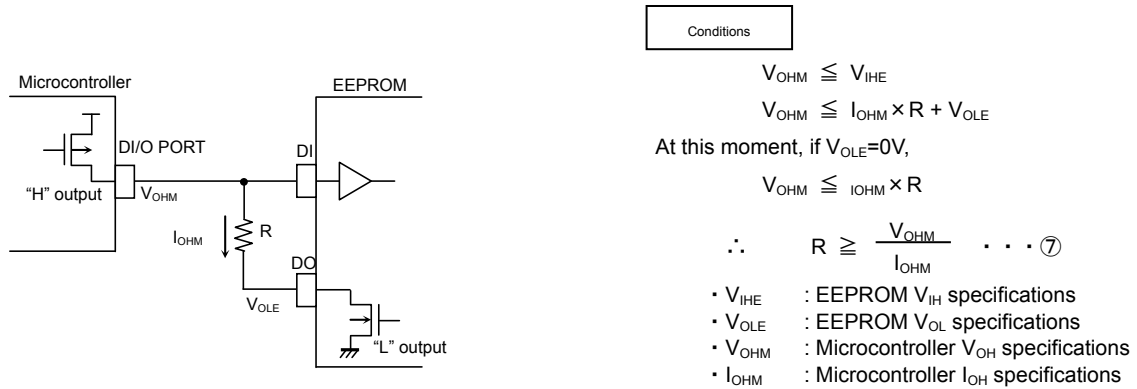 Microcontroller
EEPROM
DI/O PORT
DI
"H" output
VOHM
IOHM
R
DO
VOLE
"L" output
Conditions
VOHM ≦ VIHE
VOHM ≦ IOHM × R + VOLE
At this moment, if VOLE=0V,
VOHM ≦ IOHM × R
∴ R ≧ VOHM / IOHM ・・・⑦
・VIHE : EEPROM VIH specifications
・VOLE : EEPROM VOL specifications
・VOHM : Microcontroller VOH specifications
・IOHM : Microcontroller IOH specifications